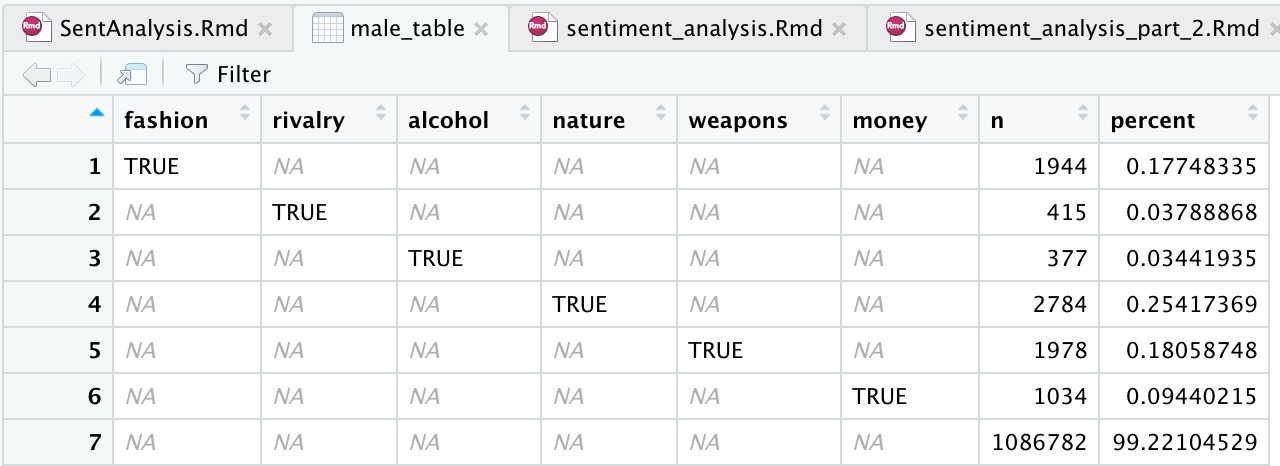 Rmd SentAnalysis.Rmd male_table Rmd sentiment_analysis.Rmd Rmd sentiment_analysis_part_2.Rmd
Filter
fashion rivalry alcohol nature weapons money n percent
1 TRUE NA NA NA NA NA 1944 0.17748335
2 NA TRUE NA NA NA NA 415 0.03788868
3 NA NA TRUE NA NA NA 377 0.03441935
4 NA NA NA TRUE NA NA 2784 0.25417369
5 NA NA NA NA TRUE NA 1978 0.18058748
6 NA NA NA NA NA TRUE 1034 0.09440215
7 NA NA NA NA NA NA 1086782 99.22104529